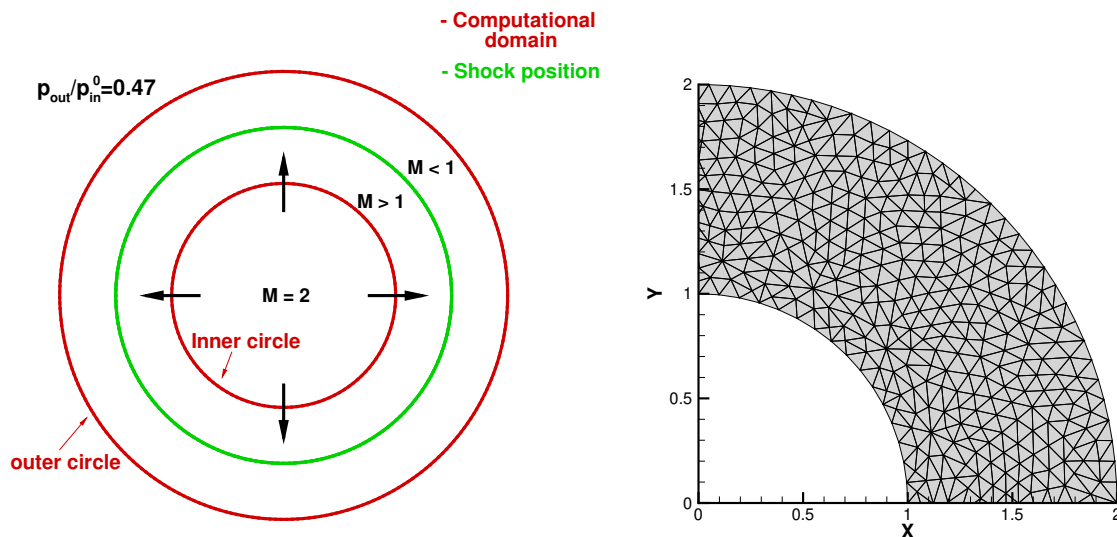 - Computational
domain
- Shock position
p_out/p_in^0=0.47
M < 1
M > 1
M = 2
Inner circle
outer circle
2
1.5
1
0.5
0
Y
0
0.5
1
1.5
2
X